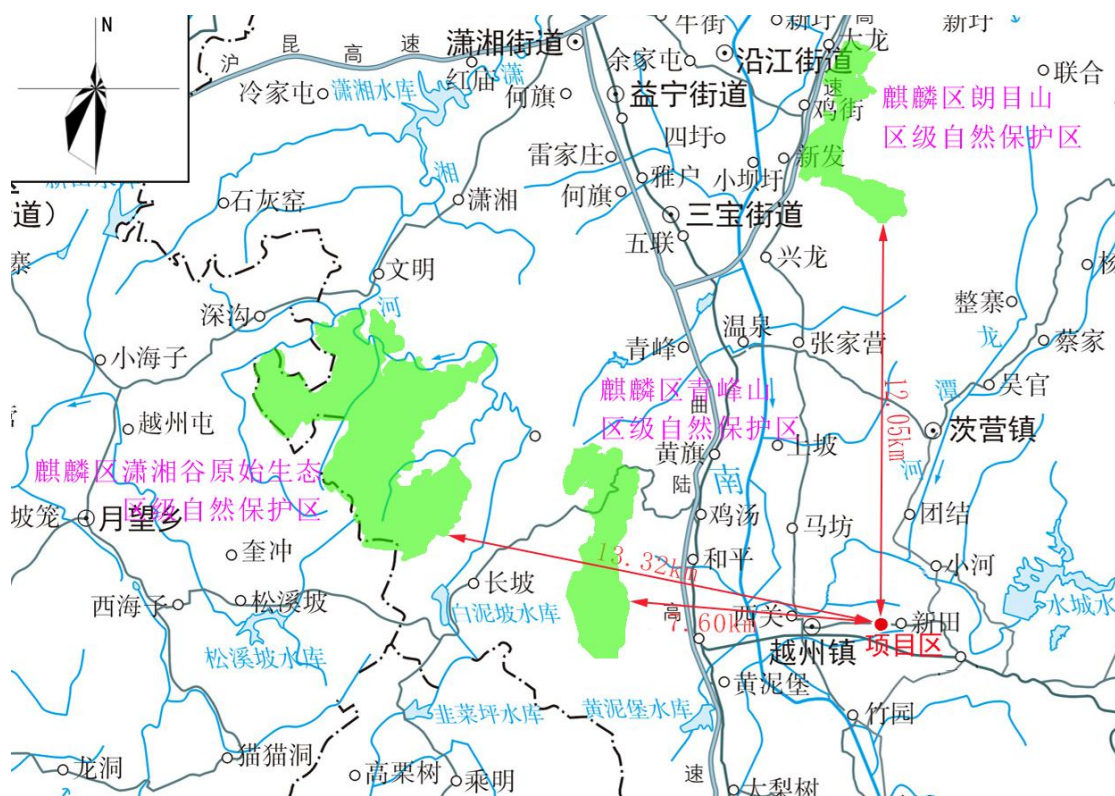 N
沪 昆 高 速
潇湘街道
红庙
潇
冷家屯
潇湘水库
何旗
牛街
余家屯
益宁街道
新圩
沿江街道
高
大龙
新圩
速
鸡街
联合
麒麟区朗目山
区级自然保护区
四圩
雷家庄
湘
雅户
小坝圩
新发
何旗
石灰窑
潇湘
三宝街道
道）
五联
兴龙
寨
文明
杨
深沟
河
整寨
温泉
龙
小海子
青峰
张家营
蔡家
麒麟区青峰山
区级自然保护区
曲
12.05km
潭
吴官
越州屯
茨营镇
黄旗
土坡
麒麟区潇湘谷原始生态
区级自然保护区
陆
南
河
坡笼
月望乡
鸡汤
马坊
团结
奎冲
13.32km
和平
小河
长坡
西海子
松溪坡
白泥坡水库
高
7.60km
西关
新田
水城水
越州镇
项目区
松溪坡水库
黄泥堡
韭菜坪水库
黄泥堡水库
竹园
猫猫洞
龙洞
高栗树
乘明
速
大梨树